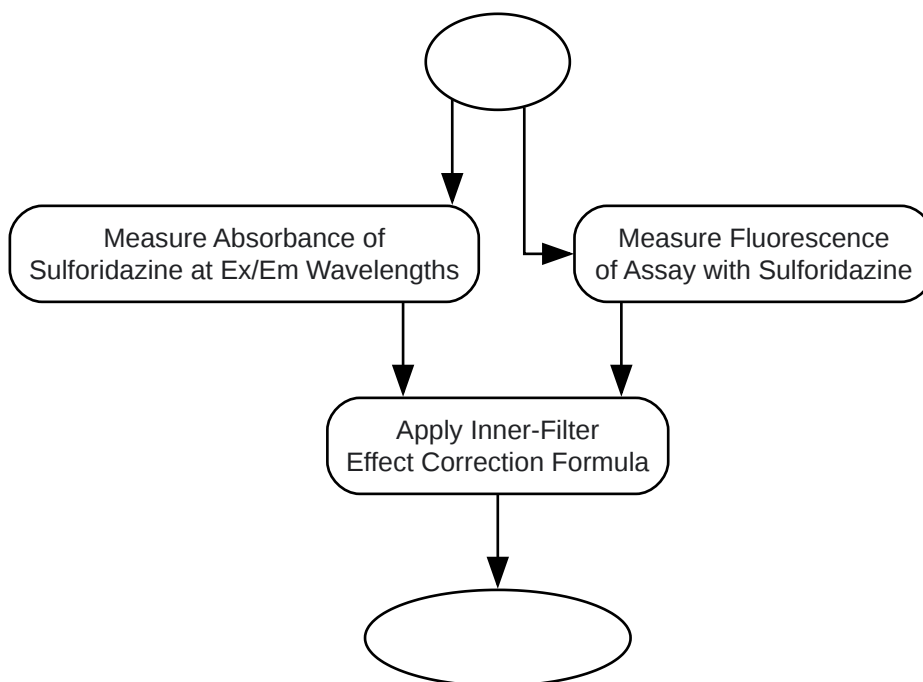 Measure Absorbance of
Sulforidazine at Ex/Em Wavelengths
Measure Fluorescence
of Assay with Sulforidazine
Apply Inner-Filter
Effect Correction Formula